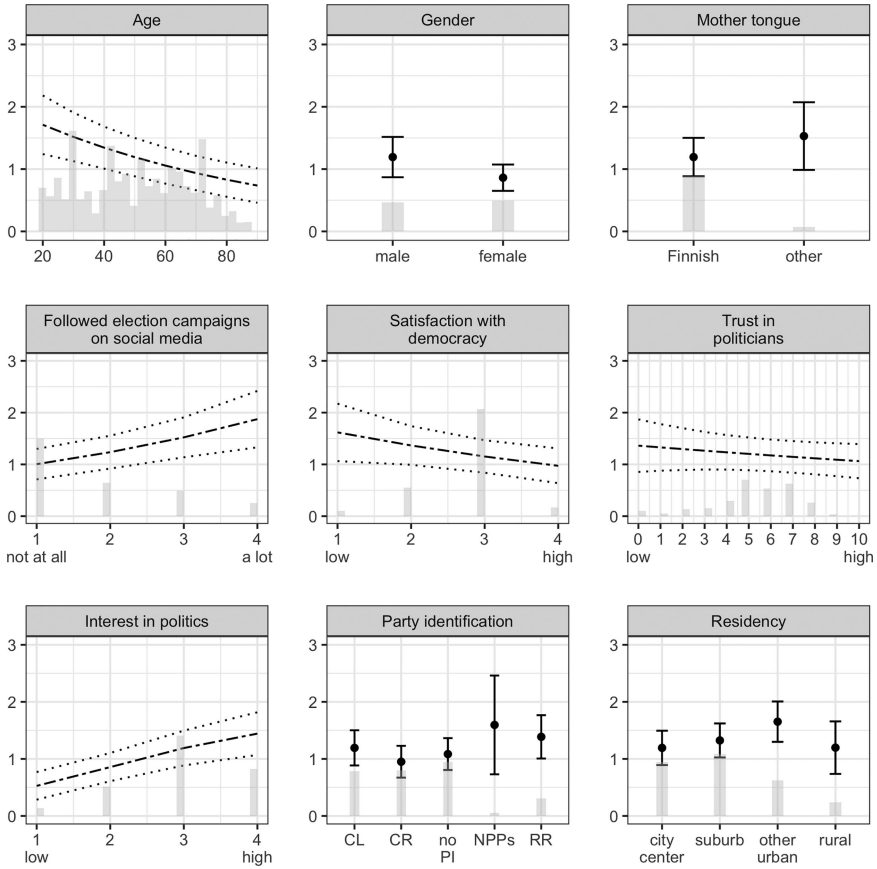 Age
Gender
Mother tongue
3
2
1
0
20 40 60 80
3
2
1
0
male female
3
2
1
0
Finnish other
Followed election campaigns
on social media
Satisfaction with
democracy
Trust in
politicians
3
2
1
0
1 2 3 4
not at all a lot
3
2
1
0
1 2 3 4
low high
3
2
1
0
0 1 2 3 4 5 6 7 8 9 10
low high
Interest in politics
Party identification
Residency
3
2
1
0
1 2 3 4
low high
3
2
1
0
CL CR no NPPs RR
PI
3
2
1
0
city suburb other rural
center urban